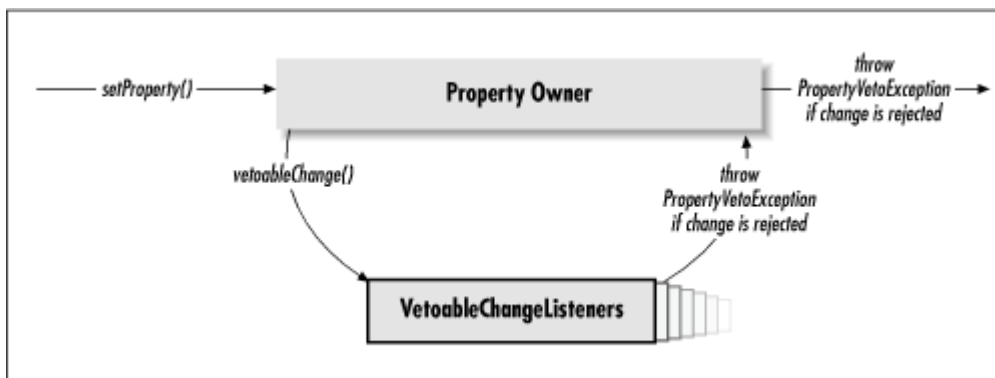 setProperty()
Property Owner
throw
PropertyVetoException
if change is rejected
vetoableChange()
throw
PropertyVetoException
if change is rejected
VetoableChangeListeners